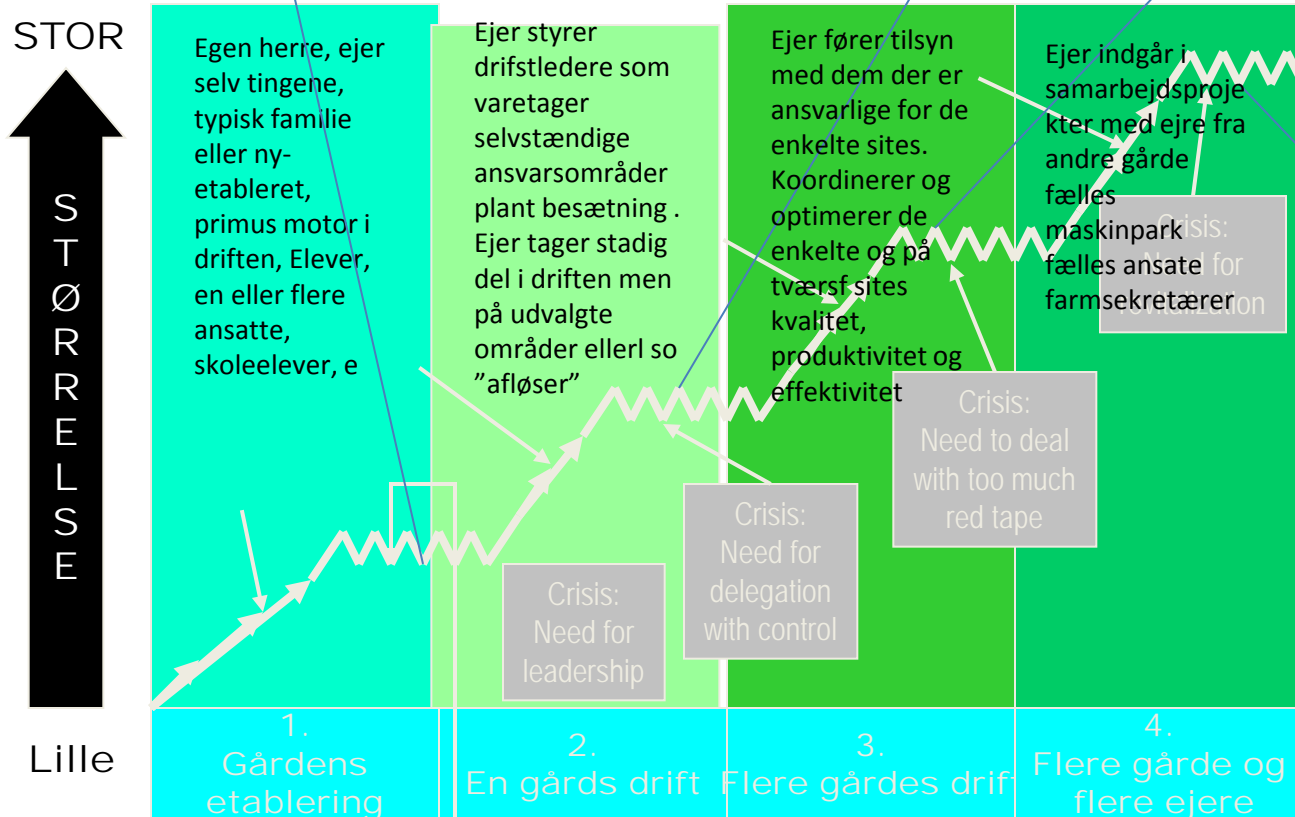 STOR
STØRRELSE
Lille
Egen herre, ejer
selv tingene,
typisk familie
eller ny-
etableret,
primus motor i
driften, Elever,
en eller flere
ansatte,
skoleelever, e
Ejer styrer
drifstledere som
varetager
selvstændige
ansvarsområder
plant besætning .
Ejer tager stadig
del i driften men
på udvalgte
områder ellerl so
”afløser”
Ejer fører tilsyn
med dem der er
ansvarlige for de
enkelte sites.
Koordinerer og
optimerer de
enkelte og på
tværsf sites
kvalitet,
produktivitet og
effektivitet
Ejer indgår i
samarbejdsproje
kter med ejre fra
andre gårde
fælles
maskinpark
fælles ansate
farmsekretærer
Crisis:
Need for
leadership
Crisis:
Need for
delegation
with control
Crisis:
Need to deal
with too much
red tape
Crisis:
Need for
revitalization
1.
Gårdens
etablering
2.
En gårds drift
3.
Flere gårdes drift
4.
Flere gårde og
flere ejere